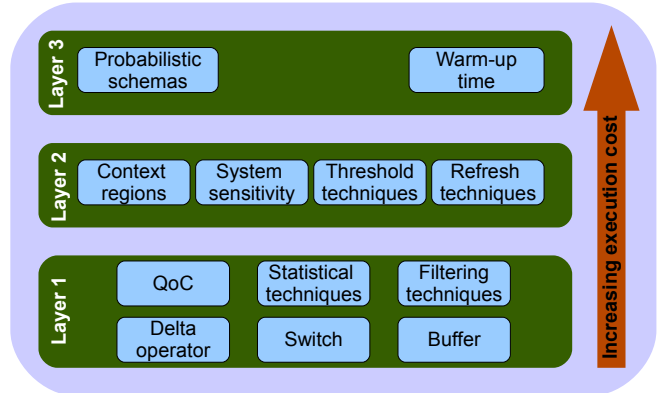 Layer 3
Probabilistic
schemas
Warm-up
time
Layer 2
Context
regions
System
sensitivity
Threshold
techniques
Refresh
techniques
Layer 1
QoC
Statistical
techniques
Filtering
techniques
Delta
operator
Switch
Buffer
Increasing execution cost